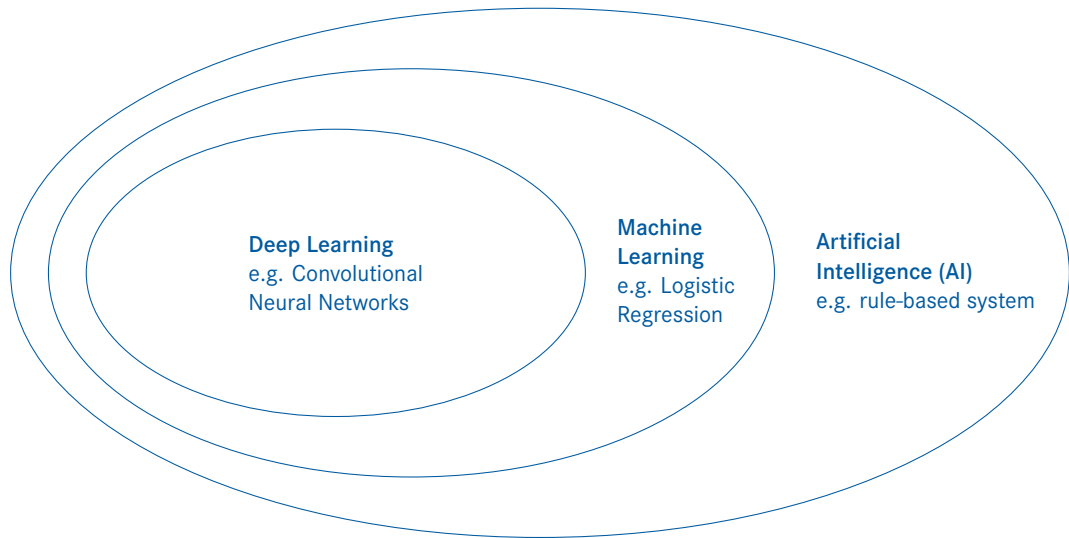 Deep Learning
e.g. Convolutional
Neural Networks
Machine
Learning
e.g. Logistic
Regression
Artificial
Intelligence (AI)
e.g. rule-based system